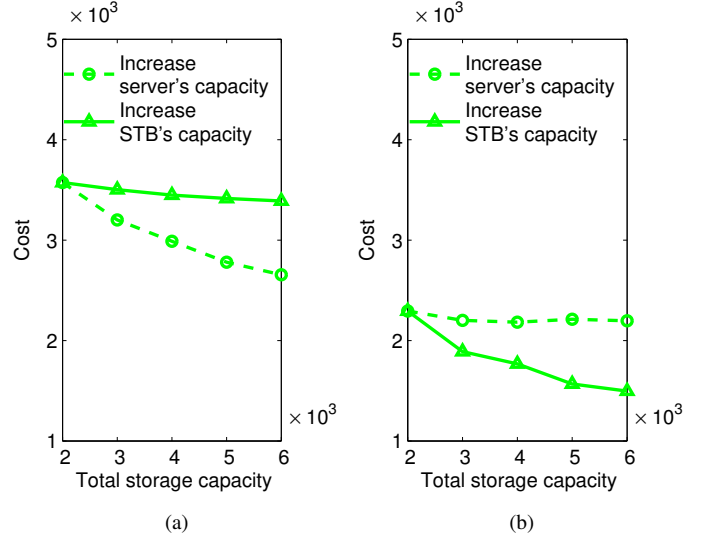 × 10³
5
4
3
2
1
Cost
Increase
server's capacity
Increase
STB's capacity
× 10³
2 3 4 5 6
Total storage capacity
(a)
× 10³
5
4
3
2
1
Cost
Increase
server's capacity
Increase
STB's capacity
× 10³
2 3 4 5 6
Total storage capacity
(b)